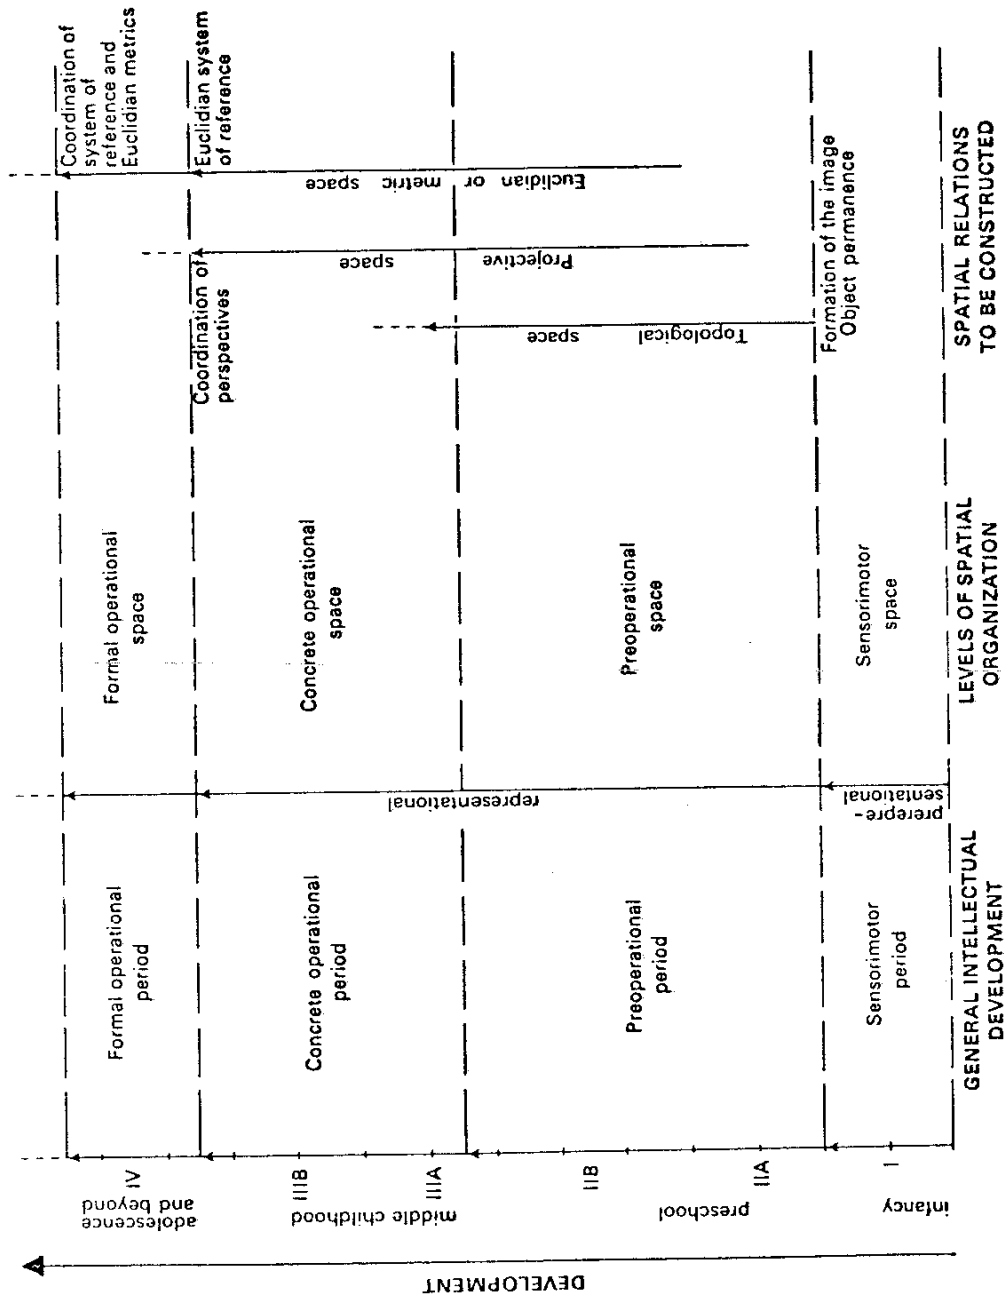 DEVELOPMENT
adolescence
and beyond
middle childhood
preschool
infancy
IV
IIIB
IIIA
IIB
IIA
I
Formal operational
period
Concrete operational
period
Preoperational
period
Sensorimotor
period
GENERAL INTELLECTUAL
DEVELOPMENT
representational
prerepre-
sentational
Formal operational
space
Concrete operational
space
Preoperational
space
Sensorimotor
space
LEVELS OF SPATIAL
ORGANIZATION
Coordination of
system of
reference and
Euclidian metrics
Euclidian system
of reference
Coordination of
perspectives
Topological space
Projective space
Euclidian or metric space
Formation of the image
Object permanence
SPATIAL RELATIONS
TO BE CONSTRUCTED